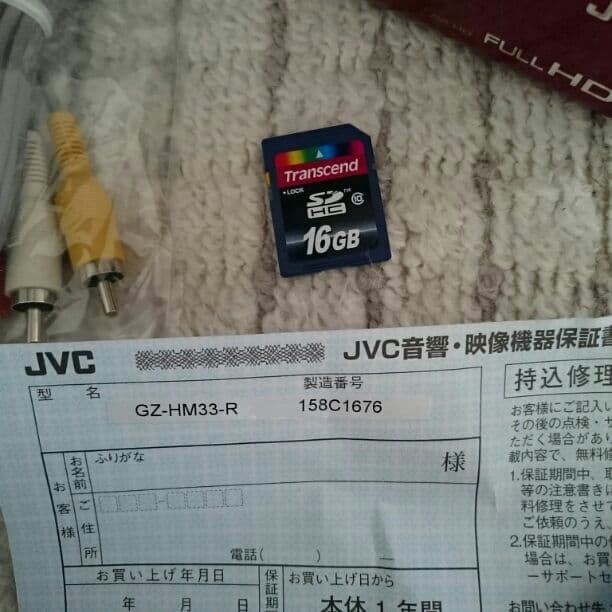 FULL HD
Transcend
LOCK
SD HC 10
16GB
JVC
JVC音響・映像機器保証書
型 名
製造番号
持込修理
GZ-HM33-R
158C1676
お客様
お名前
ふりがな
様
ご住所
電話( ) ―
お買い上げ年月日
年 月 日
保証期
お買い上げ日から
本体 1 年間
お客様にご記入い
その後の点検・サ
ただく場合があり
載内容で、無料修
1.保証期間中、取
等の注意書きに
料修理をさせて
ご依頼のうえ、
2.保証期間中の修
場合は、お買
ーサポートセ
お問い合わせ先